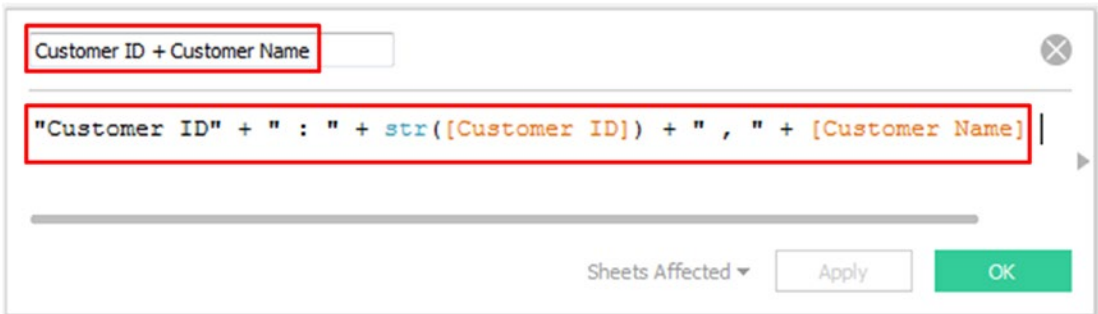 Customer ID + Customer Name
"Customer ID" + " : " + str([Customer ID]) + " , " + [Customer Name]
Sheets Affected Apply OK